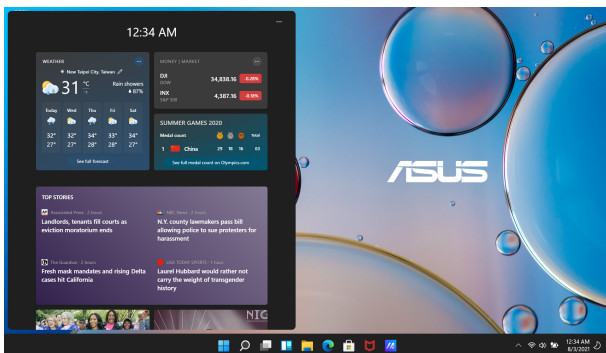 12:34 AM
WEATHER
New Taipei City, Taiwan
31 °C
Rain showers
87%
Today Wed Thu Fri Sat
32° 32° 34° 33° 34°
27° 27° 28° 28° 27°
See full forecast
MONEY | MARKET
DJI
DOW
34,838.16 -0.28%
INX
S&P 500
4,387.16 -0.18%
SUMMER GAMES 2020
Medal count Total
1 China 29 18 16 63
See full medal count on Olympics.com
TOP STORIES
Associated Press · 2 hours
Landlords, tenants fill courts as
eviction moratorium ends
NBC News · 2 hours
N.Y. county lawmakers pass bill
allowing police to sue protesters for
harassment
The Guardian · 2 hours
Fresh mask mandates and rising Delta
cases hit California
USA TODAY SPORTS · 1 hour
Laurel Hubbard would rather not
carry the weight of transgender
history
NIC
ASUS
12:34 AM
8/3/2021